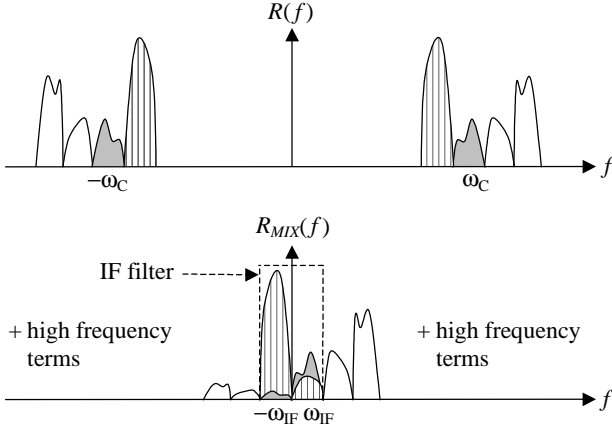 R(f)
f
−ωC
ωC
RMIX(f)
IF filter
+ high frequency
terms
+ high frequency
terms
f
−ωIF
ωIF